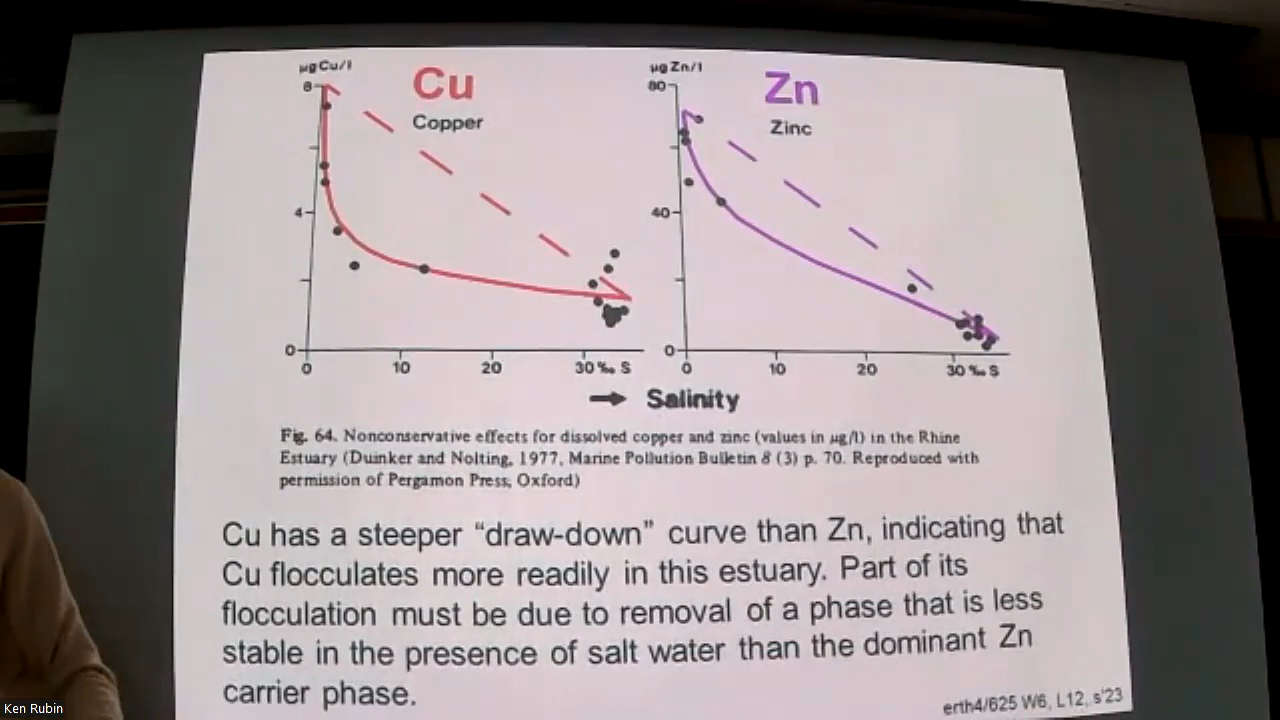 µg Cu/l
Cu
Copper
8
4
0
0 10 20 30 ‰ S
µg Zn/l
Zn
Zinc
80
40
0
0 10 20 30 ‰ S
Salinity
Fig. 64. Nonconservative effects for dissolved copper and zinc (values in µg/l) in the Rhine
Estuary (Duinker and Nolting, 1977, Marine Pollution Bulletin 8 (3) p. 70. Reproduced with
permission of Pergamon Press, Oxford)
Cu has a steeper “draw-down” curve than Zn, indicating that
Cu flocculates more readily in this estuary. Part of its
flocculation must be due to removal of a phase that is less
stable in the presence of salt water than the dominant Zn
carrier phase.
erth4/625 W6, L12, s'23
Ken Rubin